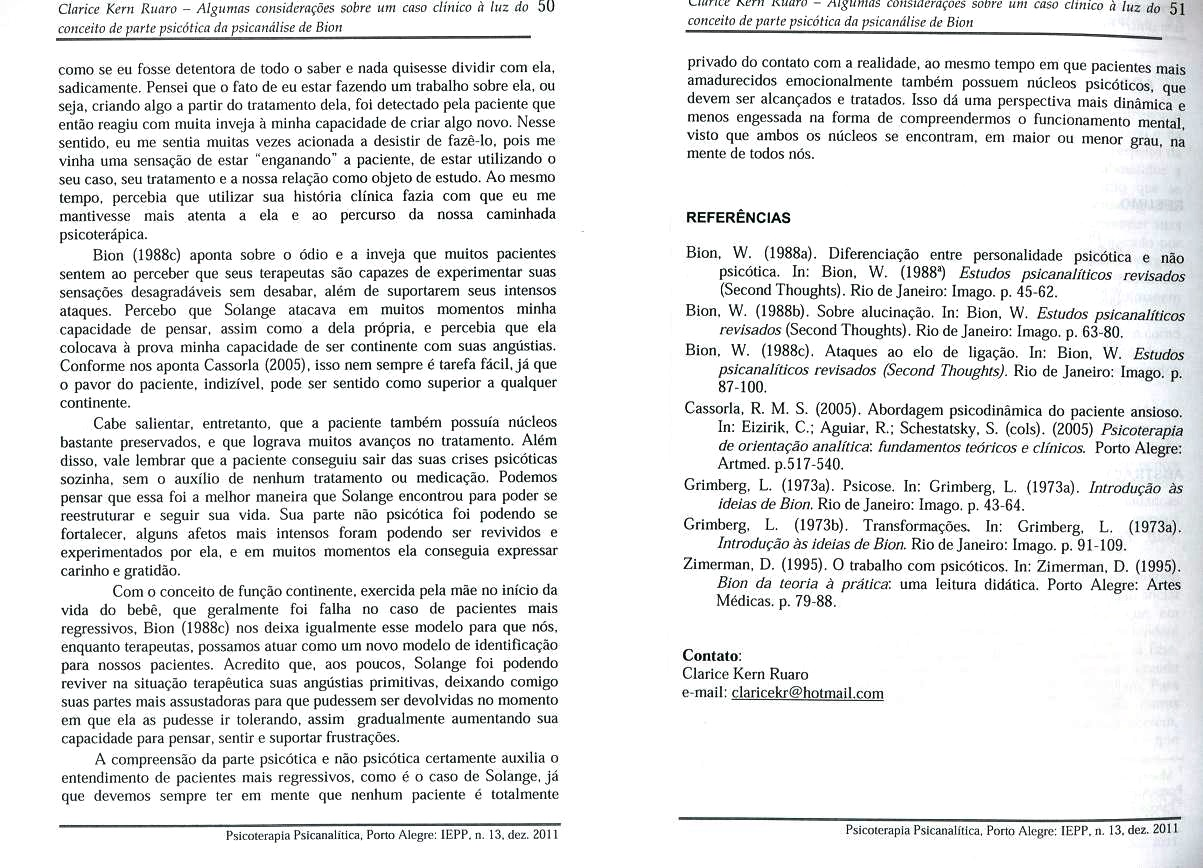 Clarice Kern Ruaro – Algumas considerações sobre um caso clínico à luz do 50
conceito de parte psicótica da psicanálise de Bion
como se eu fosse detentora de todo o saber e nada quisesse dividir com ela,
sadicamente. Pensei que o fato de eu estar fazendo um trabalho sobre ela, ou
seja, criando algo a partir do tratamento dela, foi detectado pela paciente que
então reagiu com muita inveja à minha capacidade de criar algo novo. Nesse
sentido, eu me sentia muitas vezes acionada a desistir de fazê-lo, pois me
vinha uma sensação de estar “enganando” a paciente, de estar utilizando o
seu caso, seu tratamento e a nossa relação como objeto de estudo. Ao mesmo
tempo, percebia que utilizar sua história clínica fazia com que eu me
mantivesse mais atenta a ela e ao percurso da nossa caminhada
psicoterápica.
Bion (1988c) aponta sobre o ódio e a inveja que muitos pacientes
sentem ao perceber que seus terapeutas são capazes de experimentar suas
sensações desagradáveis sem desabar, além de suportarem seus intensos
ataques. Percebo que Solange atacava em muitos momentos minha
capacidade de pensar, assim como a dela própria, e percebia que ela
colocava à prova minha capacidade de ser continente com suas angústias.
Conforme nos aponta Cassorla (2005), isso nem sempre é tarefa fácil, já que
o pavor do paciente, indizível, pode ser sentido como superior a qualquer
continente.
Cabe salientar, entretanto, que a paciente também possuía núcleos
bastante preservados, e que lograva muitos avanços no tratamento. Além
disso, vale lembrar que a paciente conseguiu sair das suas crises psicóticas
sozinha, sem o auxílio de nenhum tratamento ou medicação. Podemos
pensar que essa foi a melhor maneira que Solange encontrou para poder se
reestruturar e seguir sua vida. Sua parte não psicótica foi podendo se
fortalecer, alguns afetos mais intensos foram podendo ser revividos e
experimentados por ela, e em muitos momentos ela conseguia expressar
carinho e gratidão.
Com o conceito de função continente, exercida pela mãe no início da
vida do bebê, que geralmente foi falha no caso de pacientes mais
regressivos, Bion (1988c) nos deixa igualmente esse modelo para que nós,
enquanto terapeutas, possamos atuar como um novo modelo de identificação
para nossos pacientes. Acredito que, aos poucos, Solange foi podendo
reviver na situação terapêutica suas angústias primitivas, deixando comigo
suas partes mais assustadoras para que pudessem ser devolvidas no momento
em que ela as pudesse ir tolerando, assim gradualmente aumentando sua
capacidade para pensar, sentir e suportar frustrações.
A compreensão da parte psicótica e não psicótica certamente auxilia o
entendimento de pacientes mais regressivos, como é o caso de Solange, já
que devemos sempre ter em mente que nenhum paciente é totalmente
Psicoterapia Psicanalítica, Porto Alegre: IEPP, n. 13, dez. 2011
Clarice Kern Ruaro – Algumas considerações sobre um caso clínico à luz do 51
conceito de parte psicótica da psicanálise de Bion
privado do contato com a realidade, ao mesmo tempo em que pacientes mais
amadurecidos emocionalmente também possuem núcleos psicóticos, que
devem ser alcançados e tratados. Isso dá uma perspectiva mais dinâmica e
menos engessada na forma de compreendermos o funcionamento mental,
visto que ambos os núcleos se encontram, em maior ou menor grau, na
mente de todos nós.
REFERÊNCIAS
Bion, W. (1988a). Diferenciação entre personalidade psicótica e não
psicótica. In: Bion, W. (1988ª) Estudos psicanalíticos revisados
(Second Thoughts). Rio de Janeiro: Imago. p. 45-62.
Bion, W. (1988b). Sobre alucinação. In: Bion, W. Estudos psicanalíticos
revisados (Second Thoughts). Rio de Janeiro: Imago. p. 63-80.
Bion, W. (1988c). Ataques ao elo de ligação. In: Bion, W. Estudos
psicanalíticos revisados (Second Thoughts). Rio de Janeiro: Imago. p.
87-100.
Cassorla, R. M. S. (2005). Abordagem psicodinâmica do paciente ansioso.
In: Eizirik, C.; Aguiar, R.; Schestatsky, S. (cols). (2005) Psicoterapia
de orientação analítica: fundamentos teóricos e clínicos. Porto Alegre:
Artmed. p.517-540.
Grimberg, L. (1973a). Psicose. In: Grimberg, L. (1973a). Introdução às
ideias de Bion. Rio de Janeiro: Imago. p. 43-64.
Grimberg, L. (1973b). Transformações. In: Grimberg, L. (1973a).
Introdução às ideias de Bion. Rio de Janeiro: Imago. p. 91-109.
Zimerman, D. (1995). O trabalho com psicóticos. In: Zimerman, D. (1995).
Bion da teoria à prática: uma leitura didática. Porto Alegre: Artes
Médicas. p. 79-88.
Contato:
Clarice Kern Ruaro
e-mail: claricekr@hotmail.com
Psicoterapia Psicanalítica, Porto Alegre: IEPP, n. 13, dez. 2011